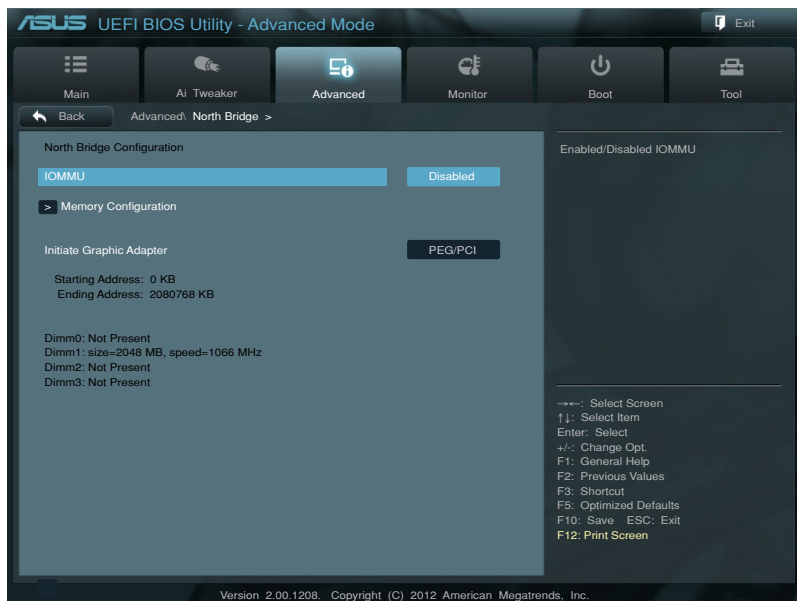 ASUS UEFI BIOS Utility - Advanced Mode
Exit
Main
Ai Tweaker
Advanced
Monitor
Boot
Tool
Back
Advanced\ North Bridge >
North Bridge Configuration
IOMMU
Disabled
> Memory Configuration
Initiate Graphic Adapter
PEG/PCI
Starting Address: 0 KB
Ending Address: 2080768 KB
Dimm0: Not Present
Dimm1: size=2048 MB, speed=1066 MHz
Dimm2: Not Present
Dimm3: Not Present
Enabled/Disabled IOMMU
→←: Select Screen
↑↓: Select Item
Enter: Select
+/-: Change Opt.
F1: General Help
F2: Previous Values
F3: Shortcut
F5: Optimized Defaults
F10: Save ESC: Exit
F12: Print Screen
Version 2.00.1208. Copyright (C) 2012 American Megatrends, Inc.